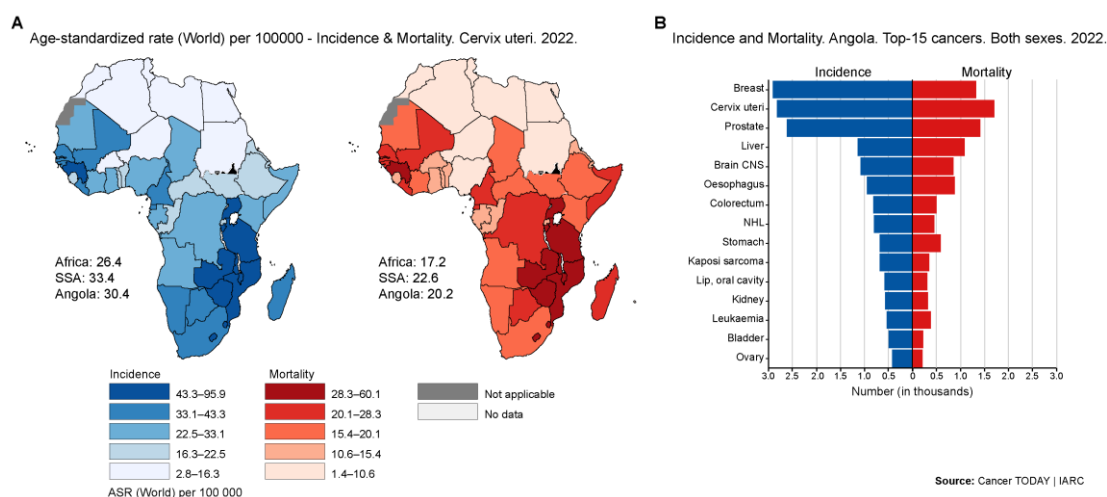 A
Age-standardized rate (World) per 100000 - Incidence & Mortality. Cervix uteri. 2022.
Africa: 26.4
SSA: 33.4
Angola: 30.4
Africa: 17.2
SSA: 22.6
Angola: 20.2
Incidence
43.3–95.9
33.1–43.3
22.5–33.1
16.3–22.5
2.8–16.3
ASR (World) per 100 000
Mortality
28.3–60.1
20.1–28.3
15.4–20.1
10.6–15.4
1.4–10.6
Not applicable
No data
B
Incidence and Mortality. Angola. Top-15 cancers. Both sexes. 2022.
Incidence Mortality
Breast
Cervix uteri
Prostate
Liver
Brain CNS
Oesophagus
Colorectum
NHL
Stomach
Kaposi sarcoma
Lip, oral cavity
Kidney
Leukaemia
Bladder
Ovary
3.0 2.5 2.0 1.5 1.0 0.5 0 0.5 1.0 1.5 2.0 2.5 3.0
Number (in thousands)
Source: Cancer TODAY | IARC